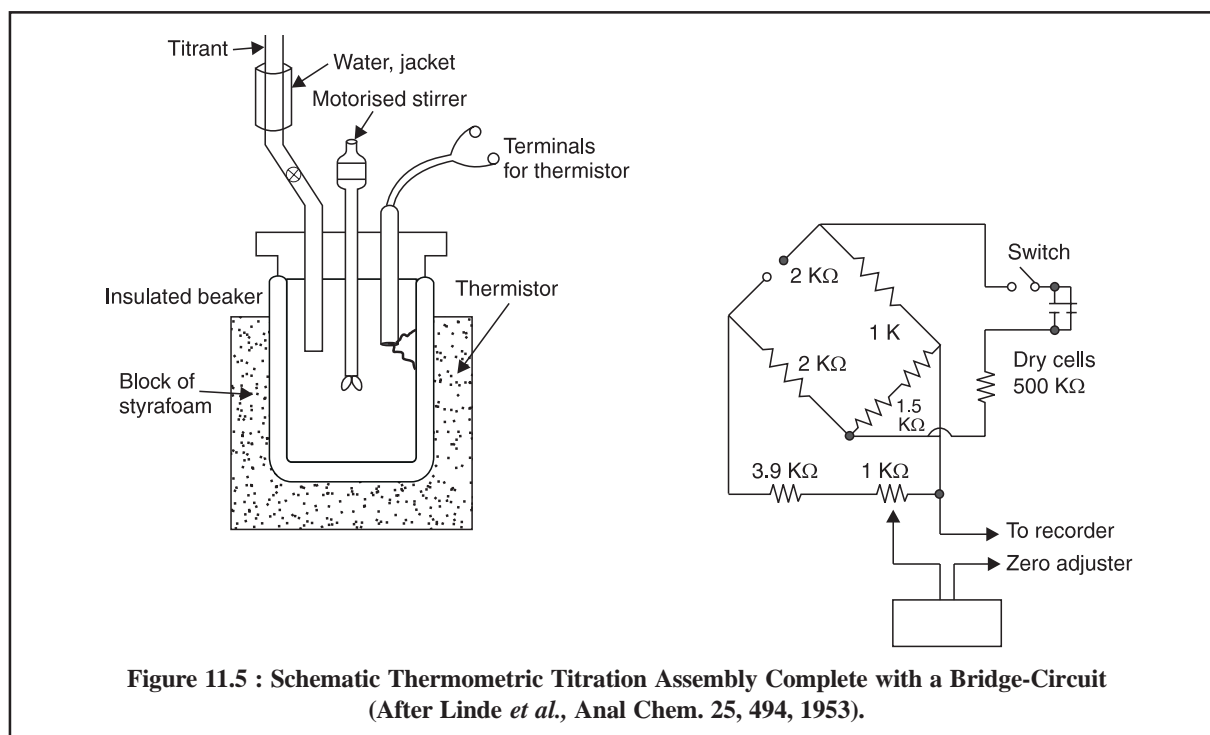 Titrant
Water, jacket
Motorised stirrer
Terminals
for thermistor
Insulated beaker
Thermistor
Block of
styrafoam
Switch
2 KΩ
1 K
2 KΩ
Dry cells
500 KΩ
1.5
KΩ
3.9 KΩ
1 KΩ
To recorder
Zero adjuster
Figure 11.5 : Schematic Thermometric Titration Assembly Complete with a Bridge-Circuit
(After Linde et al., Anal Chem. 25, 494, 1953).